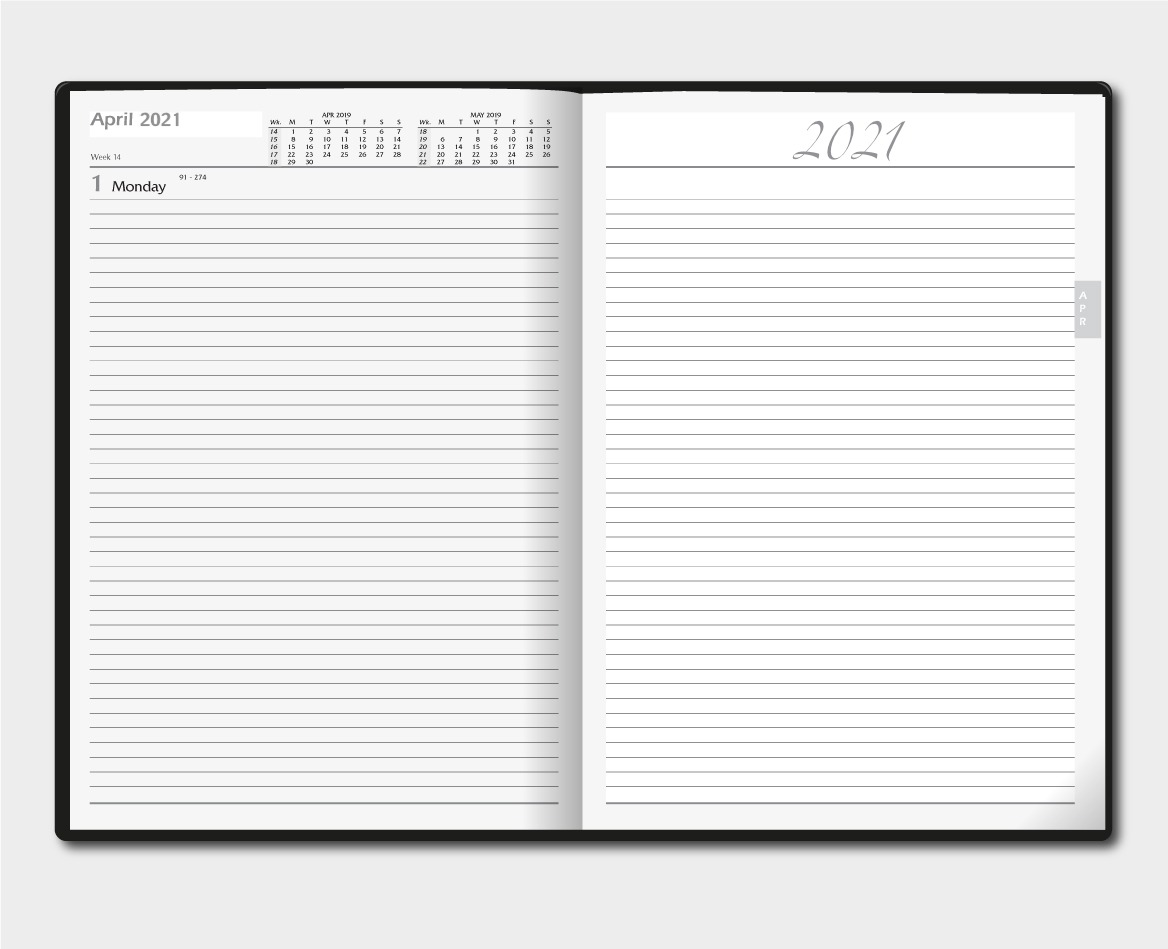 April 2021
Week 14
APR 2019
Wk. M T W T F S S
14 1 2 3 4 5 6 7
15 8 9 10 11 12 13 14
16 15 16 17 18 19 20 21
17 22 23 24 25 26 27 28
18 29 30
MAY 2019
Wk. M T W T F S S
18 1 2 3 4 5
19 6 7 8 9 10 11 12
20 13 14 15 16 17 18 19
21 20 21 22 23 24 25 26
22 27 28 29 30 31
1 Monday 91 - 274
2021
A
P
R